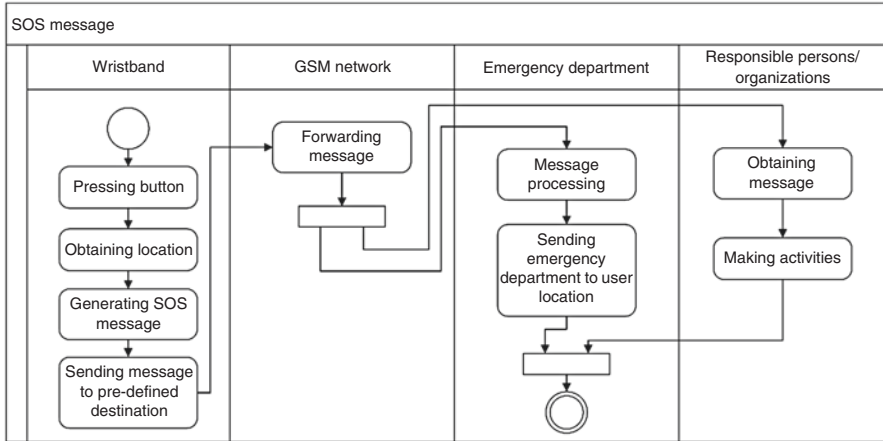 SOS message
Wristband
GSM network
Emergency department
Responsible persons/
organizations
Pressing button
Obtaining location
Generating SOS
message
Sending message
to pre-defined
destination
Forwarding
message
Message
processing
Sending
emergency
department to user
location
Obtaining
message
Making activities